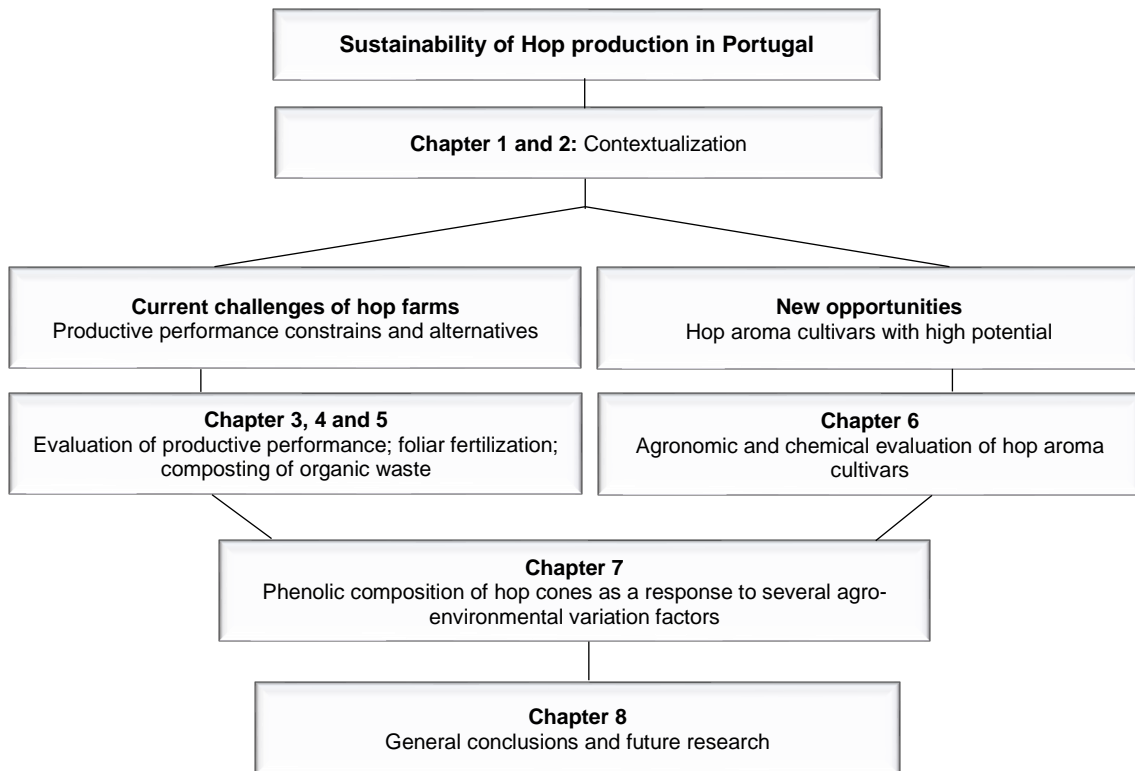 Sustainability of Hop production in Portugal
Chapter 1 and 2: Contextualization
Current challenges of hop farms
Productive performance constrains and alternatives
New opportunities
Hop aroma cultivars with high potential
Chapter 3, 4 and 5
Evaluation of productive performance; foliar fertilization;
composting of organic waste
Chapter 6
Agronomic and chemical evaluation of hop aroma
cultivars
Chapter 7
Phenolic composition of hop cones as a response to several agro-
environmental variation factors
Chapter 8
General conclusions and future research